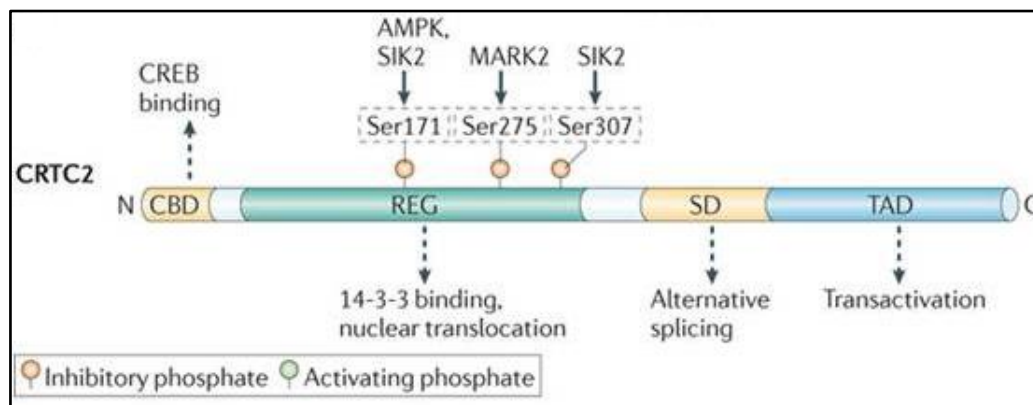 AMPK,
SIK2 MARK2 SIK2
CREB
binding
Ser171 Ser275 Ser307
CRTC2
N CBD REG SD TAD C
14-3-3 binding,
nuclear translocation
Alternative
splicing
Transactivation
Inhibitory phosphate Activating phosphate